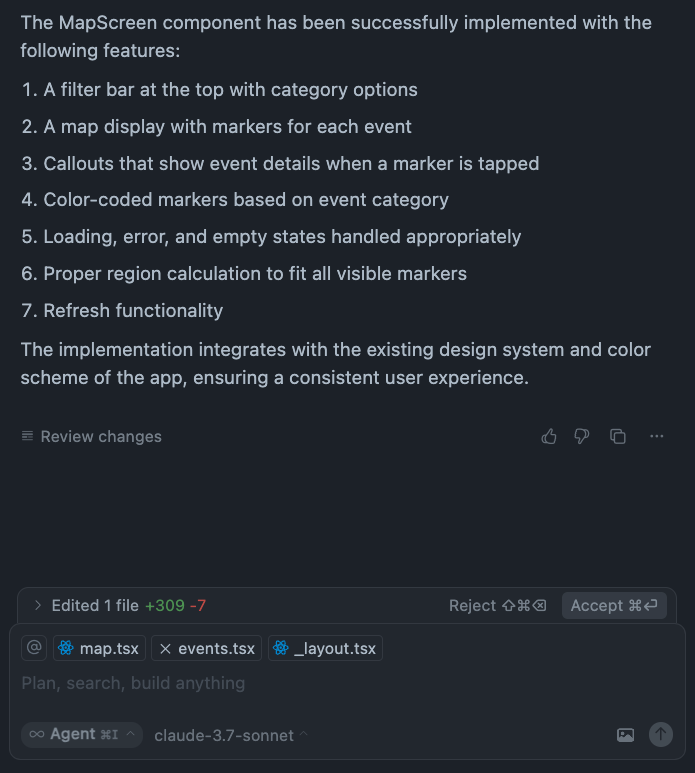 The MapScreen component has been successfully implemented with the
following features:
1. A filter bar at the top with category options
2. A map display with markers for each event
3. Callouts that show event details when a marker is tapped
4. Color-coded markers based on event category
5. Loading, error, and empty states handled appropriately
6. Proper region calculation to fit all visible markers
7. Refresh functionality
The implementation integrates with the existing design system and color
scheme of the app, ensuring a consistent user experience.
Review changes
Edited 1 file +309 -7 Reject ⇧⌘⌫ Accept ⌘⏎
@ map.tsx events.tsx _layout.tsx
Plan, search, build anything
∞ Agent ⌘I claude-3.7-sonnet